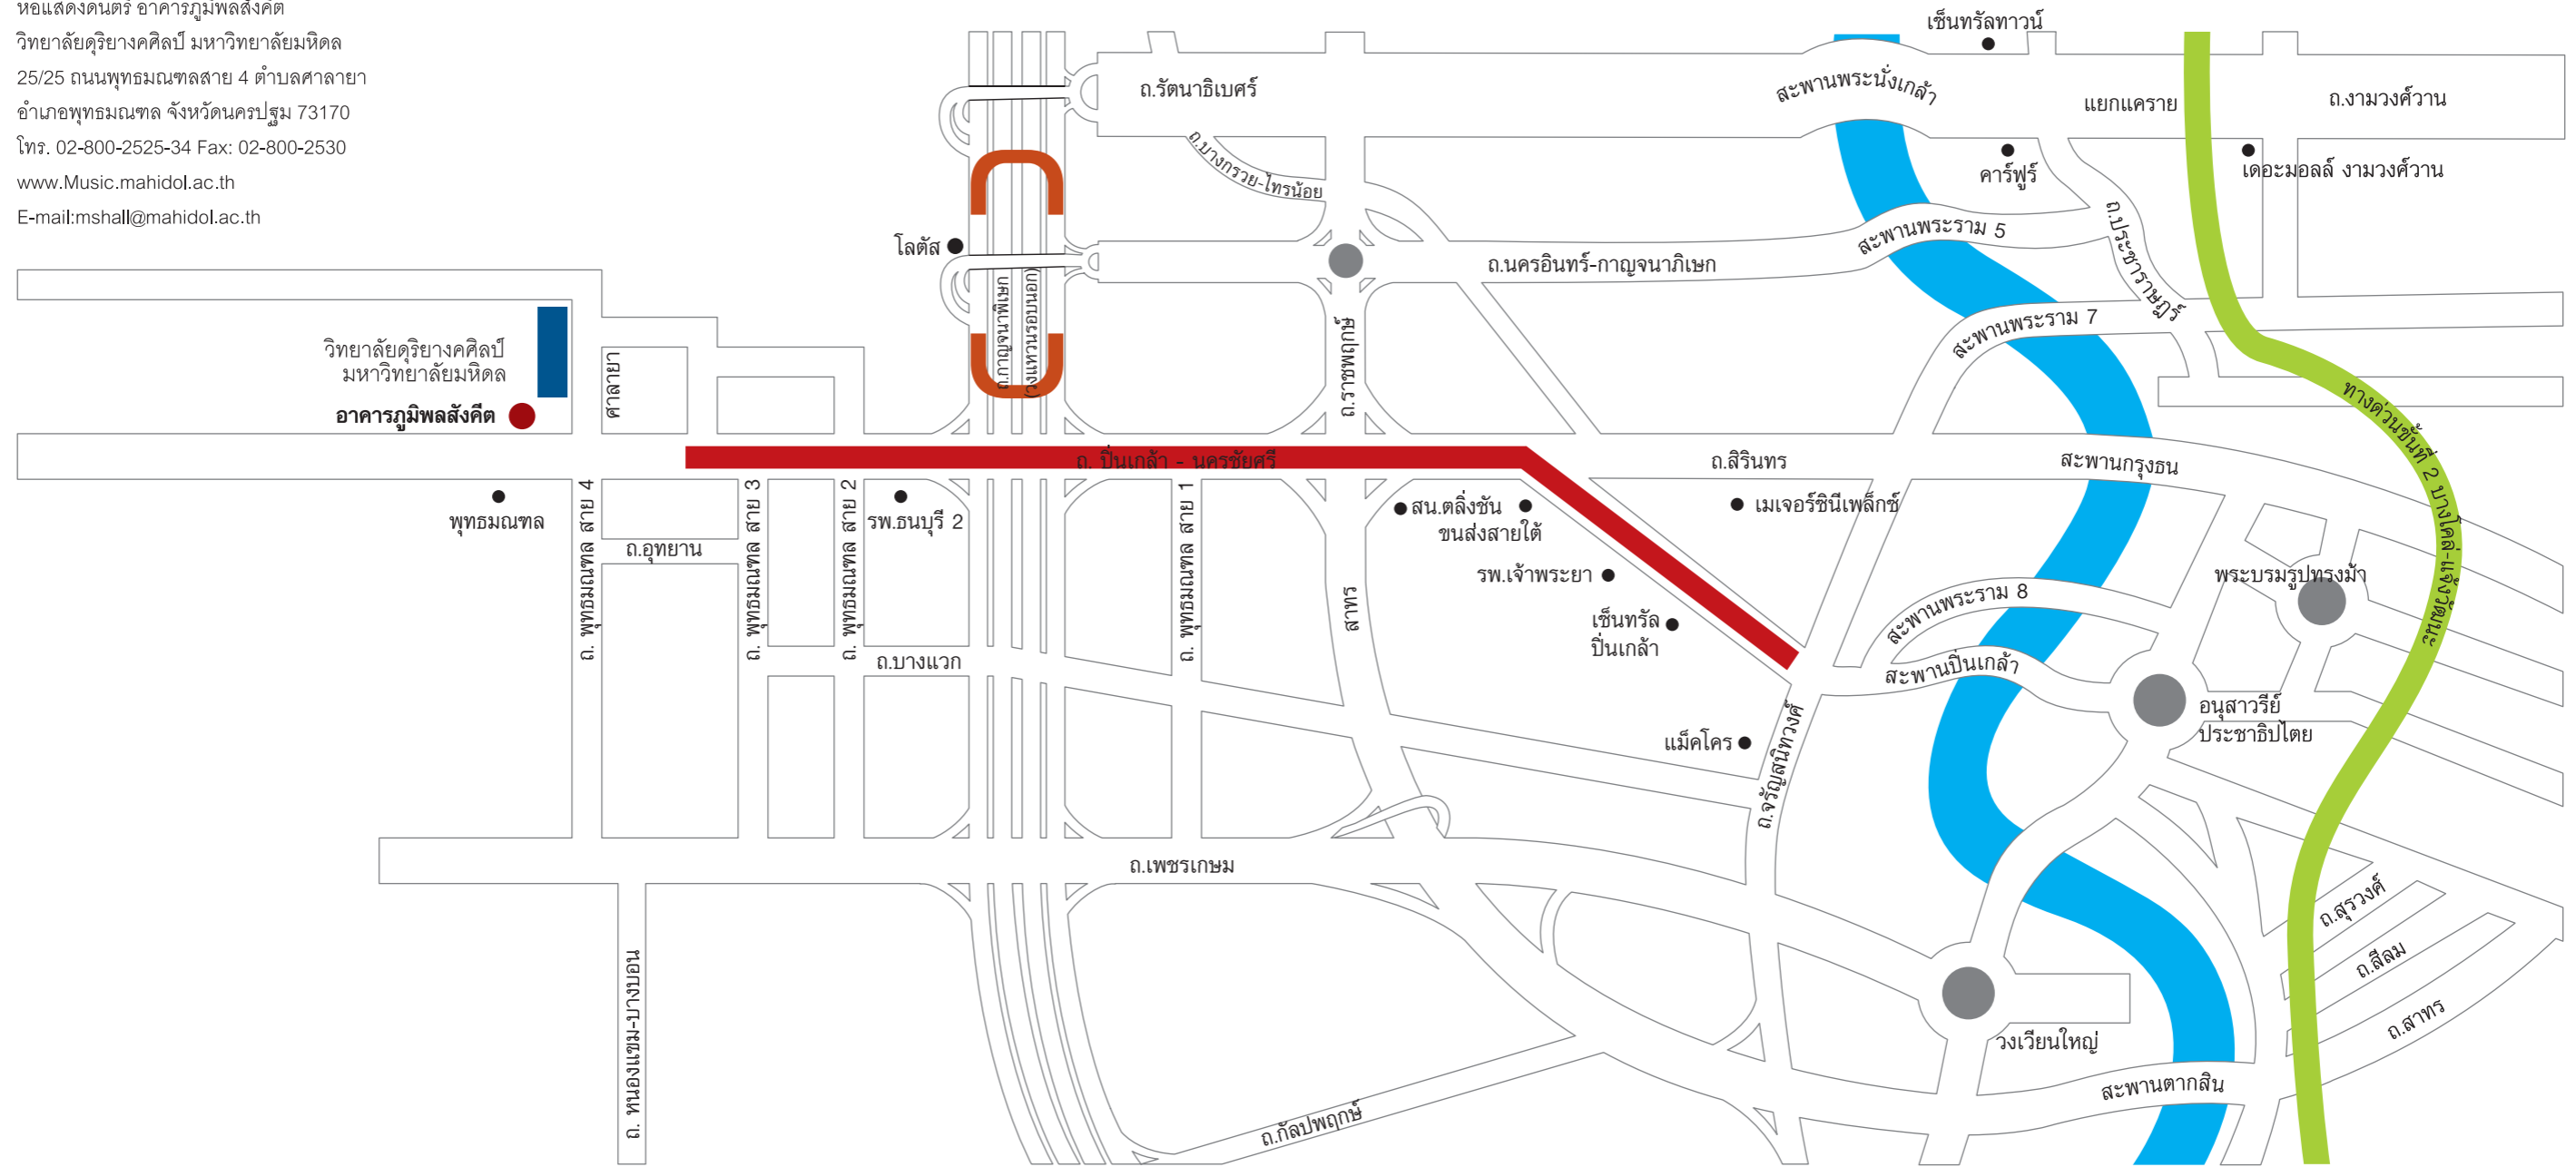 หอแสดงดนตรี อาคารภูมิพลสังคีต
วิทยาลัยดุริยางคศิลป์ มหาวิทยาลัยมหิดล
25/25 ถนนพุทธมณฑลสาย 4 ตำบลศาลายา
อำเภอพุทธมณฑล จังหวัดนครปฐม 73170
โทร. 02-800-2525-34 Fax: 02-800-2530
www.Music.mahidol.ac.th
E-mail:mshall@mahidol.ac.th
เซ็นทรัลทาวน์
ถ.รัตนาธิเบศร์
สะพานพระนั่งเกล้า
แยกแคราย
ถ.งามวงศ์วาน
ถ.บางกรวย-ไทรน้อย
คาร์ฟูร์
เดอะมอลล์ งามวงศ์วาน
โลตัส
สะพานพระราม 5
ถ.ประชาราษฎร์
ถ.นครอินทร์-กาญจนาภิเษก
ถ.กาญจนาภิเษก
(วงแหวนรอบนอก)
ถ.ราชพฤกษ์
สะพานพระราม 7
วิทยาลัยดุริยางคศิลป์
มหาวิทยาลัยมหิดล
ศาลายา
อาคารภูมิพลสังคีต
ทางด่วนขั้นที่ 2 บางโคล่-แจ้งวัฒนะ
ถ. ปิ่นเกล้า - นครชัยศรี
ถ.สิรินทร
สะพานกรุงธน
พุทธมณฑล
ถ. พุทธมณฑล สาย 4
ถ.อุทยาน
ถ. พุทธมณฑล สาย 3
ถ. พุทธมณฑล สาย 2
รพ.ธนบุรี 2
ถ. พุทธมณฑล สาย 1
สาทร
สน.ตลิ่งชัน
ขนส่งสายใต้
เมเจอร์ซินีเพล็กซ์
รพ.เจ้าพระยา
เซ็นทรัล
ปิ่นเกล้า
สะพานพระราม 8
พระบรมรูปทรงม้า
ถ.บางแวก
สะพานปิ่นเกล้า
อนุสาวรีย์
ประชาธิปไตย
แม็คโคร
ถ.จรัญสนิทวงศ์
ถ.เพชรเกษม
ถ.สุรวงศ์
ถ.สีลม
ถ.สาทร
ถ. หนองแขม-บางบอน
วงเวียนใหญ่
สะพานตากสิน
ถ.กัลปพฤกษ์